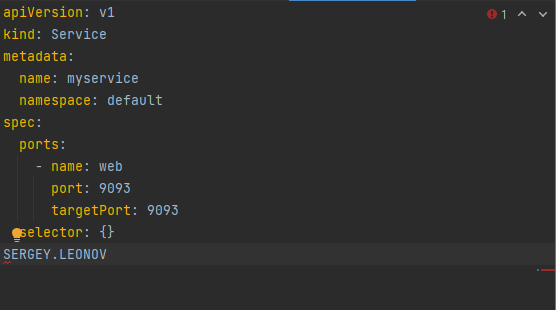 apiVersion: v1
1
kind: Service
metadata:
  name: myservice
  namespace: default
spec:
  ports:
    - name: web
      port: 9093
      targetPort: 9093
  selector: {}
SERGEY.LEONOV